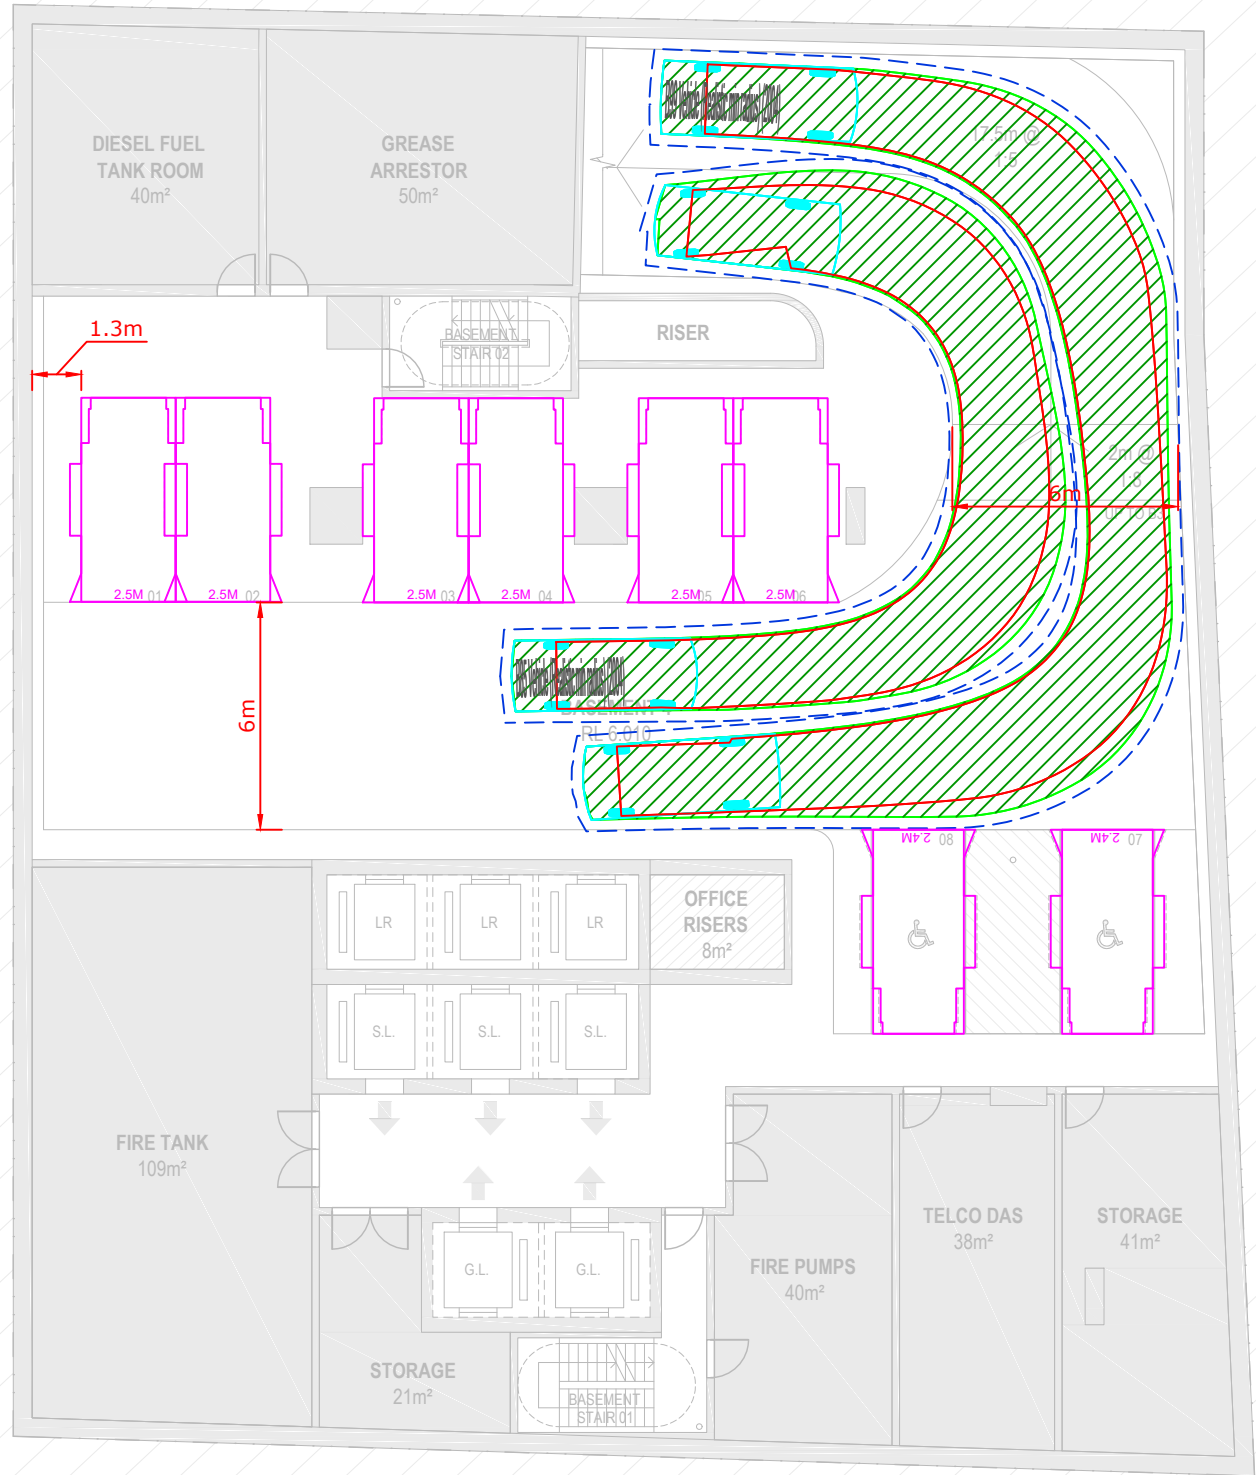 DIESEL FUEL
TANK ROOM
40m²
GREASE
ARRESTOR
50m²
17.5m @
1:5
1.3m
BASEMENT
STAIR 02
RISER
2m @
1:8
6m
2.5M 01
2.5M 02
2.5M 03
2.5M 04
2.5M 05
2.5M 06
6m
BASEMENT
RL 6.010
2.4M 08
2.4M 07
LR
LR
LR
OFFICE
RISERS
8m²
S.L.
S.L.
S.L.
FIRE TANK
109m²
TELCO DAS
38m²
STORAGE
41m²
G.L.
G.L.
FIRE PUMPS
40m²
STORAGE
21m²
BASEMENT
STAIR 01